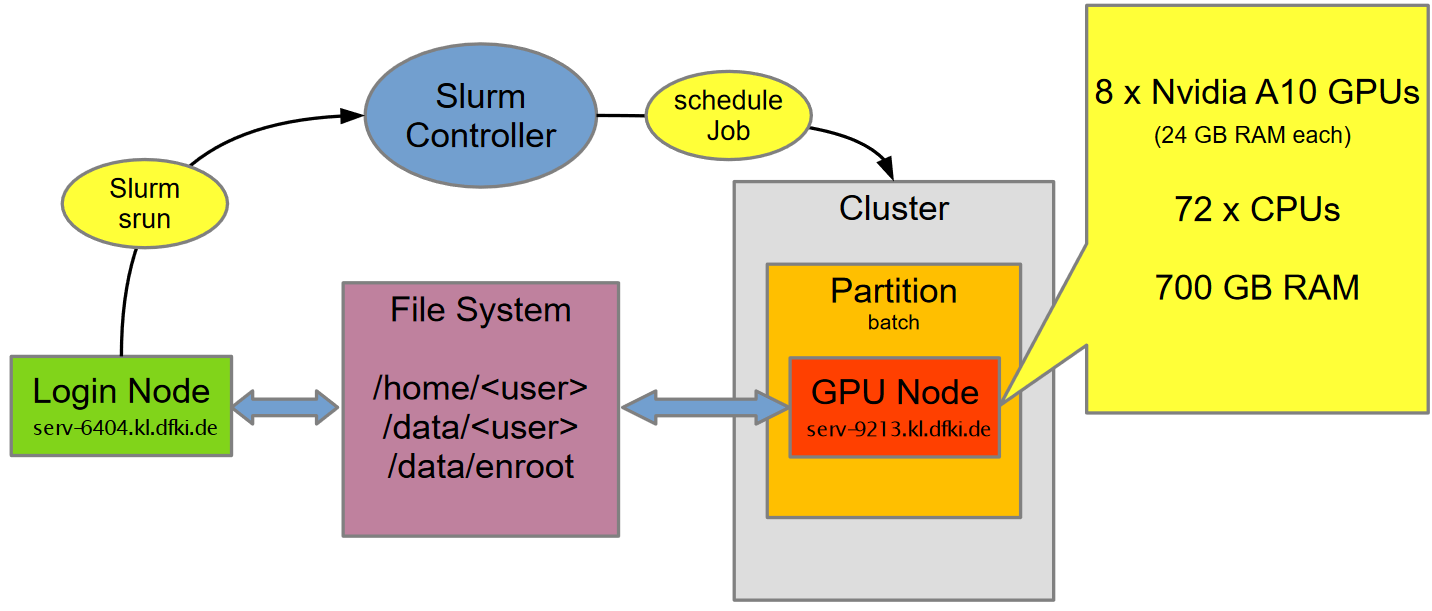 Slurm
Controller
schedule
Job
Slurm
srun
Login Node
serv-6404.kl.dfki.de
File System
/home/<user>
/data/<user>
/data/enroot
Cluster
Partition
batch
GPU Node
serv-9213.kl.dfki.de
8 x Nvidia A10 GPUs
(24 GB RAM each)
72 x CPUs
700 GB RAM